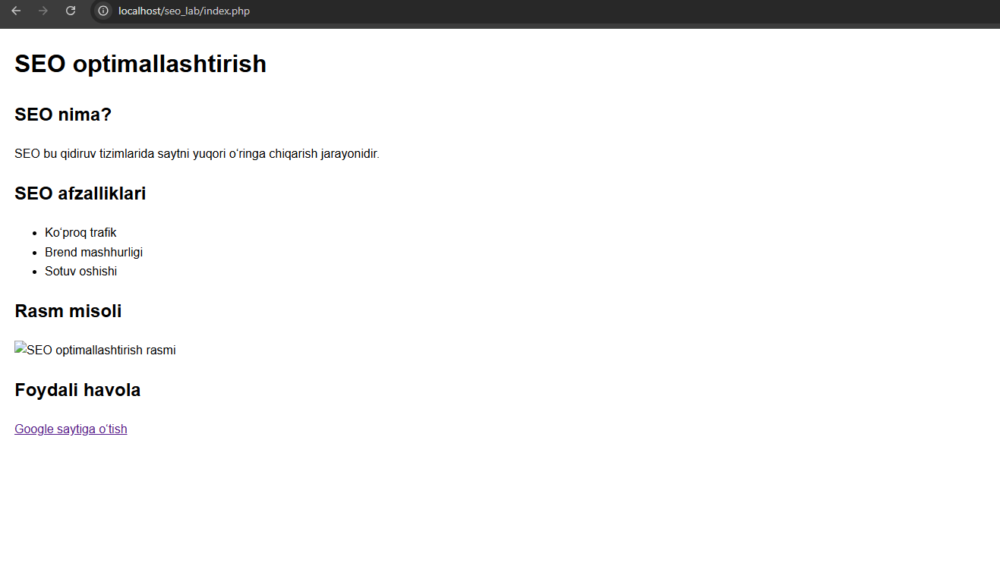 localhost/seo_lab/index.php
SEO optimallashtirish
SEO nima?
SEO bu qidiruv tizimlarida saytni yuqori o‘ringa chiqarish jarayonidir.
SEO afzalliklari
Ko‘proq trafik
Brend mashhurligi
Sotuv oshishi
Rasm misoli
SEO optimallashtirish rasmi
Foydali havola
Google saytiga o‘tish